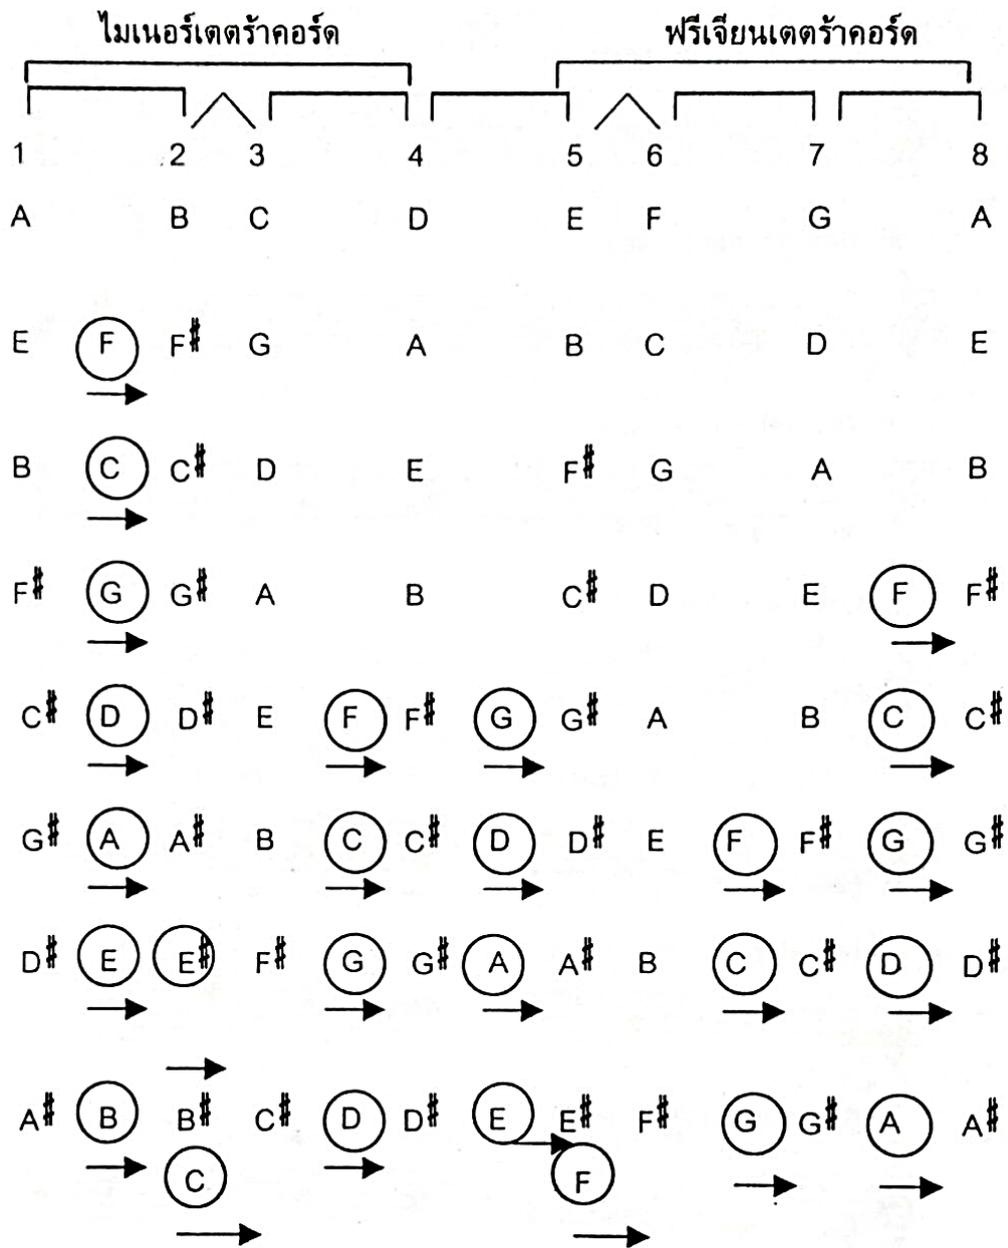 ไมเนอร์เตตร้าคอร์ด ฟรีเจียนเตตร้าคอร์ด
1 2 3 4 5 6 7 8
A B C D E F G A
E F F# G A B C D E
B C C# D E F# G A B
F# G G# A B C# D E F F#
C# D D# E F F# G G# A B C C#
G# A A# B C C# D D# E F F# G G#
D# E E# F# G G# A A# B C C# D D#
A# B B# C# D D# E E# F# G G# A A#
C F